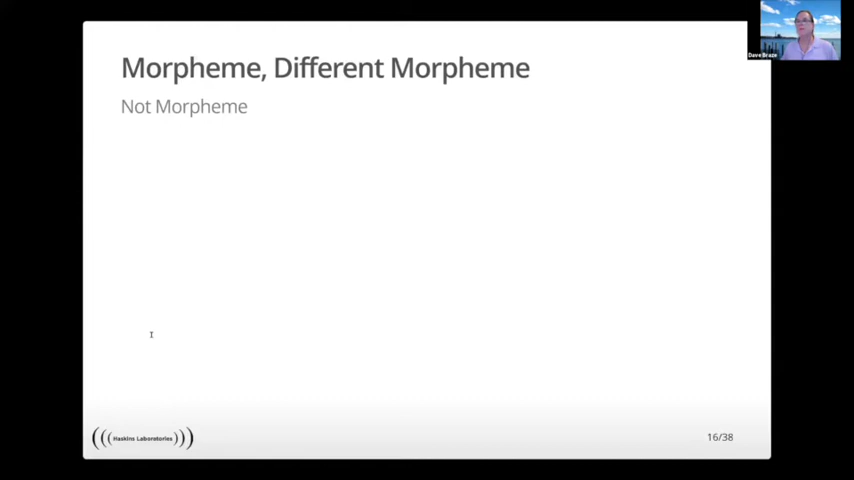 Morpheme, Different Morpheme
Not Morpheme
Dave Braze
(((Haskins Laboratories)))
16/38